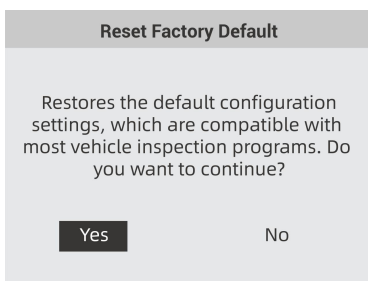 Reset Factory Default
Restores the default configuration
settings, which are compatible with
most vehicle inspection programs. Do
you want to continue?
Yes
No